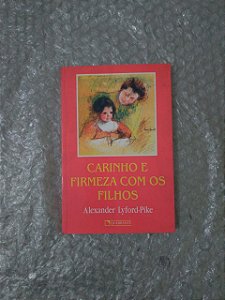 CARINHO E
FIRMEZA COM OS
FILHOS
Alexander Lyford-Pike